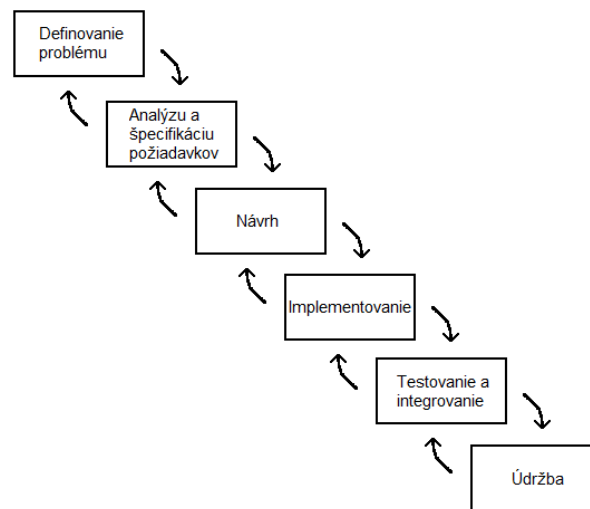 Definovanie
problému
Analýzu a
špecifikáciu
požiadavkov
Návrh
Implementovanie
Testovanie a
integrovanie
Údržba